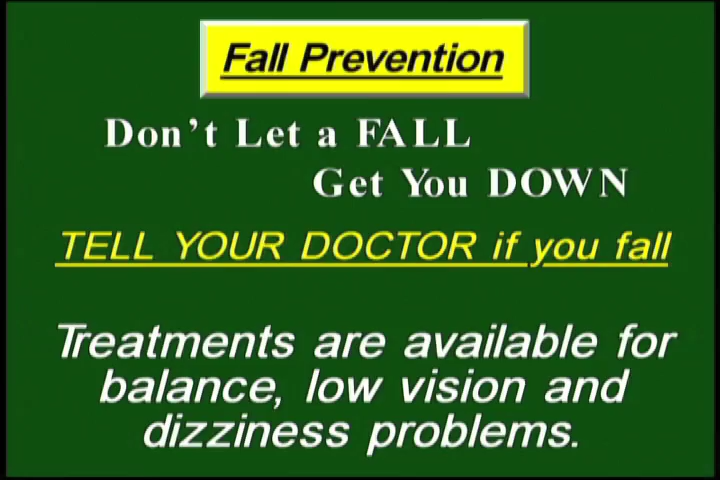 Fall Prevention
Don't Let a FALL
Get You DOWN
TELL YOUR DOCTOR if you fall
Treatments are available for
balance, low vision and
dizziness problems.